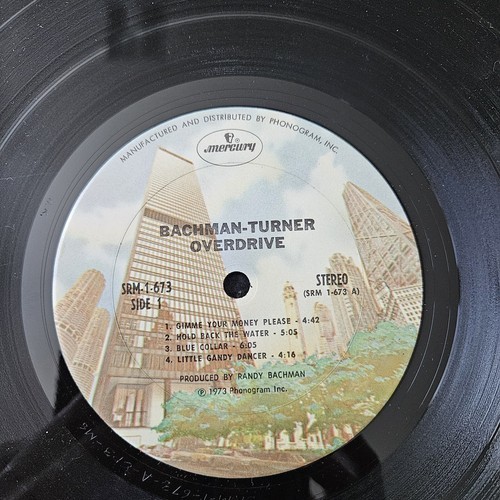 MANUFACTURED AND DISTRIBUTED BY PHONOGRAM, INC.
mercury
®
BACHMAN-TURNER
OVERDRIVE
SRM-1-673
SIDE 1
STEREO
(SRM 1-673 A)
1. GIMME YOUR MONEY PLEASE - 4:42
2. HOLD BACK THE WATER - 5:05
3. BLUE COLLAR - 6:05
4. LITTLE GANDY DANCER - 4:16
PRODUCED BY RANDY BACHMAN
℗ 1973 Phonogram Inc.